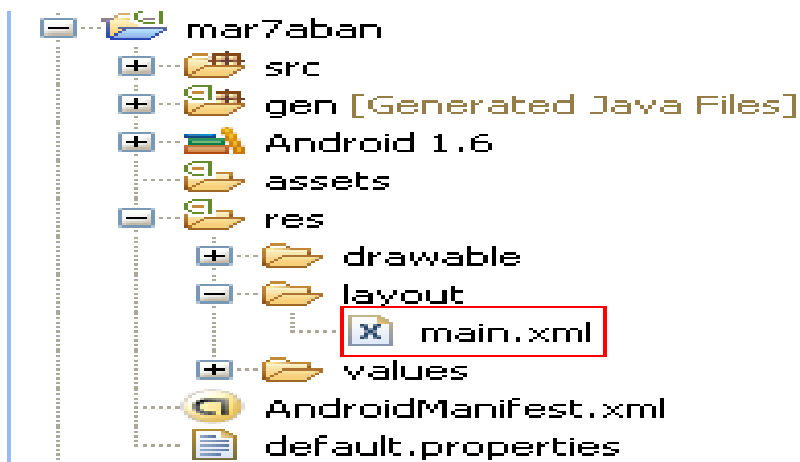 mar7aban
src
gen [Generated Java Files]
Android 1.6
assets
res
drawable
layout
main.xml
values
AndroidManifest.xml
default.properties